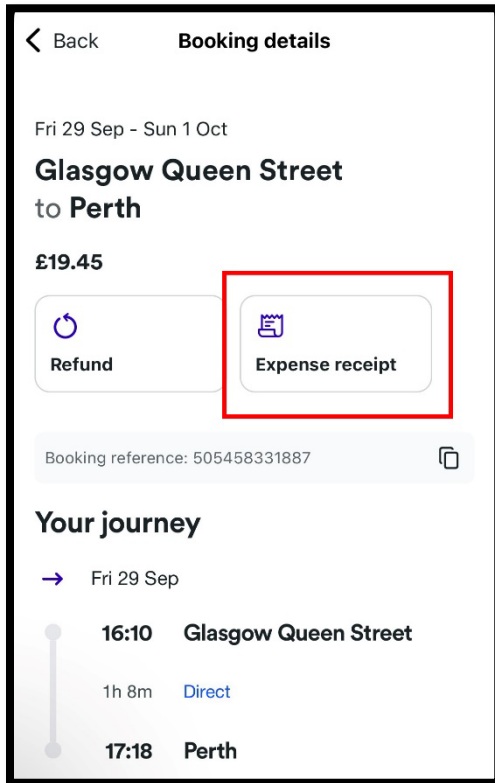 Back Booking details
Fri 29 Sep - Sun 1 Oct
Glasgow Queen Street
to Perth
£19.45
Refund Expense receipt
Booking reference: 505458331887
Your journey
Fri 29 Sep
16:10 Glasgow Queen Street
1h 8m Direct
17:18 Perth